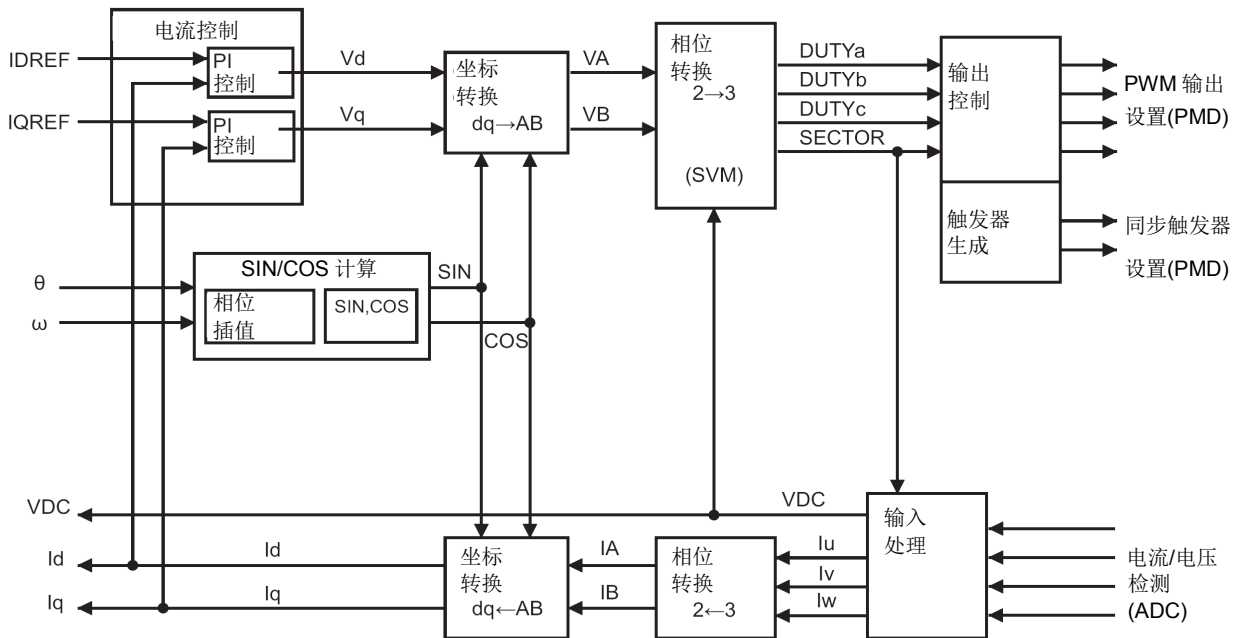 电流控制
IDREF
PI
控制
Vd
IQREF
PI
控制
Vq
坐标
转换
dq→AB
VA
VB
相位
转换
2→3
(SVM)
DUTYa
DUTYb
DUTYc
SECTOR
输出
控制
PWM 输出
设置(PMD)
触发器
生成
同步触发器
设置(PMD)
SIN/COS 计算
θ
ω
相位
插值
SIN,COS
SIN
COS
VDC
VDC
Id
Id
Iq
Iq
坐标
转换
dq←AB
IA
IB
相位
转换
2←3
Iu
Iv
Iw
输入
处理
电流/电压
检测
(ADC)